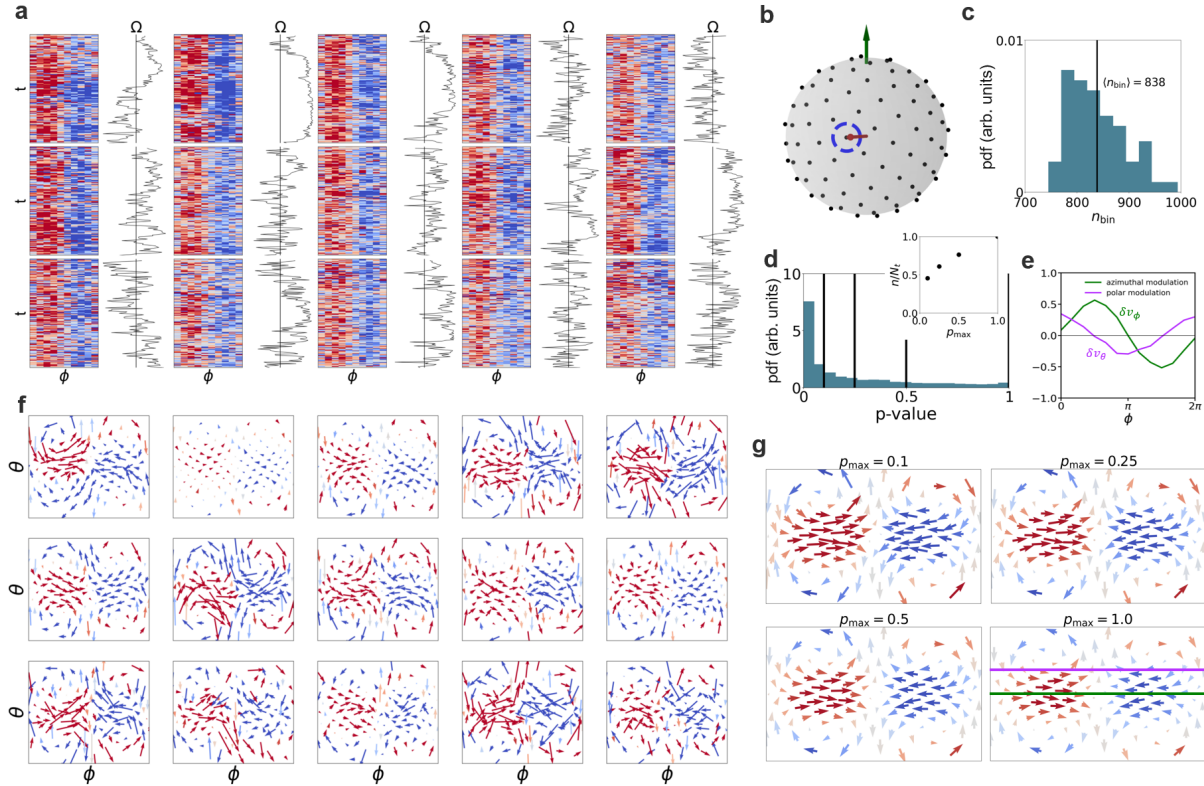 a
Ω Ω Ω Ω Ω
t
t
t
ϕ ϕ ϕ ϕ ϕ
b
c
0.01
pdf (arb. units)
⟨n_bin⟩ = 838
0
700 800 900 1000
n_bin
d
10
pdf (arb. units)
5
0
0 0.5 1
p-value
1.0
n/N_t
0.5
0.0
0.0 0.5 1.0
p_max
e
1.0
azimuthal modulation
polar modulation
0.5
δv_ϕ
0.0
δv_θ
−0.5
−1.0
0 π 2π
ϕ
f
θ
θ
θ
ϕ ϕ ϕ ϕ ϕ
g
p_max = 0.1 p_max = 0.25
p_max = 0.5 p_max = 1.0